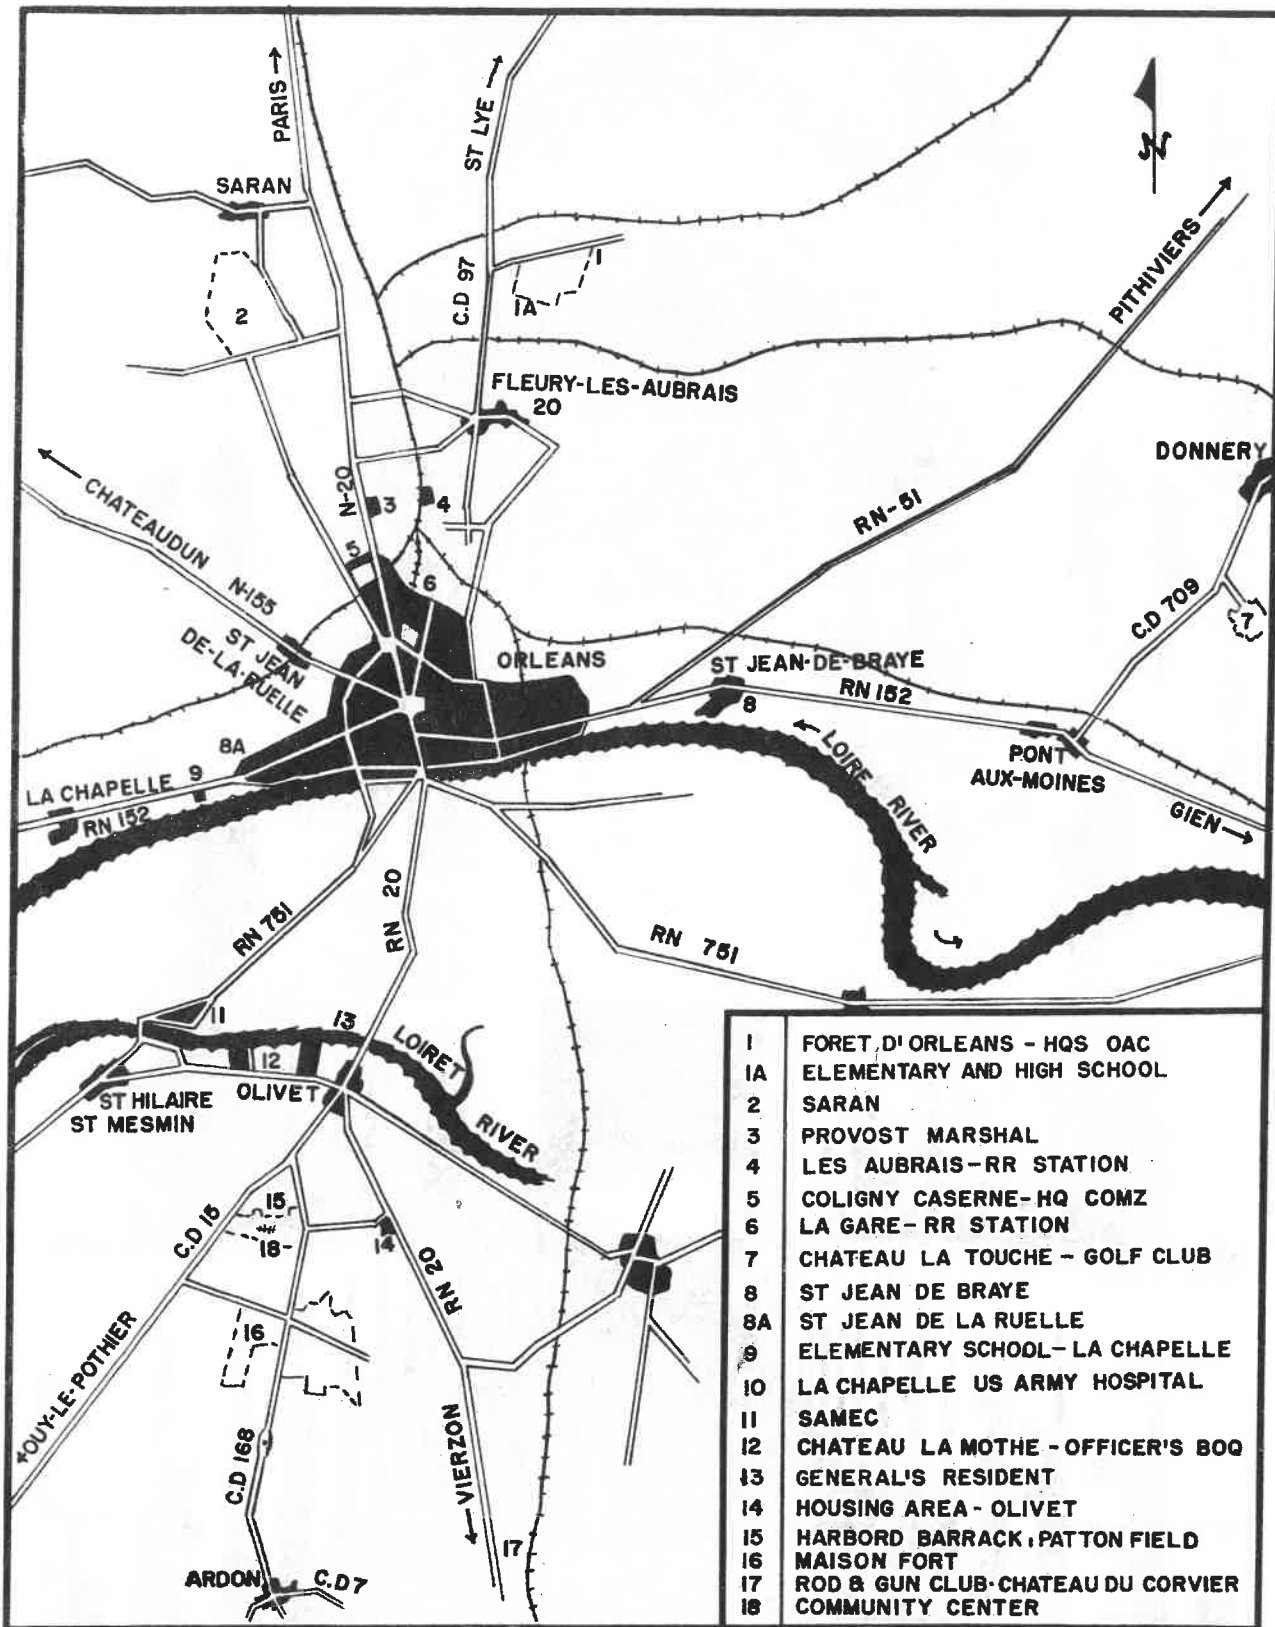 PARIS
ST LYE
N
SARAN
PITHIVIERS
C.D 97
1
1A
2
FLEURY-LES-AUBRAIS
20
DONNERY
CHATEAUDUN
N-155
N-20
3
4
RN-51
5
6
C.D 709
7
ST JEAN
DE-LA-RUELLE
ORLEANS
ST JEAN-DE-BRAYE
8
RN 152
8A
LOIRE RIVER
PONT
AUX-MOINES
LA CHAPELLE
9
RN 152
GIEN
RN 20
RN 751
RN 751
11
13
LOIRET
RIVER
12
OLIVET
ST HILAIRE
ST MESMIN
C.D 15
15
18
14
RN 20
16
JOUY-LE-POTHIER
C.D 168
VIERZON
17
ARDON
C.D 7
1 FORET D'ORLEANS - HQS OAC
1A ELEMENTARY AND HIGH SCHOOL
2 SARAN
3 PROVOST MARSHAL
4 LES AUBRAIS-RR STATION
5 COLIGNY CASERNE-HQ COMZ
6 LA GARE-RR STATION
7 CHATEAU LA TOUCHE - GOLF CLUB
8 ST JEAN DE BRAYE
8A ST JEAN DE LA RUELLE
9 ELEMENTARY SCHOOL-LA CHAPELLE
10 LA CHAPELLE US ARMY HOSPITAL
11 SAMEC
12 CHATEAU LA MOTHE - OFFICER'S BOQ
13 GENERAL'S RESIDENT
14 HOUSING AREA - OLIVET
15 HARBORD BARRACK, PATTON FIELD
16 MAISON FORT
17 ROD & GUN CLUB-CHATEAU DU CORVIER
18 COMMUNITY CENTER